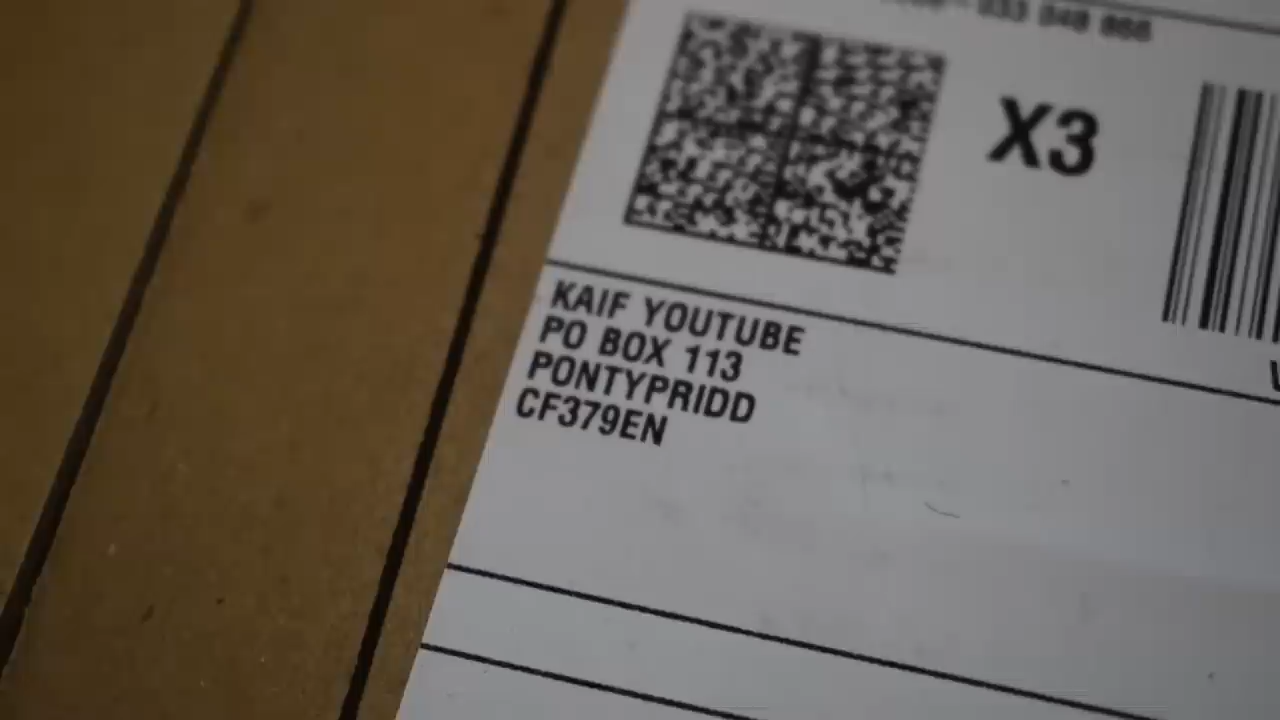 X3
KAIF YOUTUBE
PO BOX 113
PONTYPRIDD
CF379EN